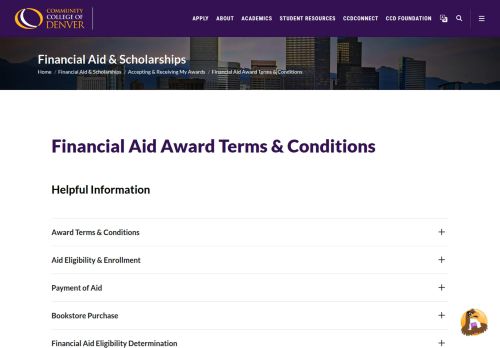 COMMUNITY
COLLEGE OF
DENVER
APPLY ABOUT ACADEMICS STUDENT RESOURCES CCDCONNECT CCD FOUNDATION
Financial Aid & Scholarships
Home / Financial Aid & Scholarships / Accepting & Receiving My Awards / Financial Aid Award Terms & Conditions
Financial Aid Award Terms & Conditions
Helpful Information
Award Terms & Conditions
Aid Eligibility & Enrollment
Payment of Aid
Bookstore Purchase
Financial Aid Eligibility Determination